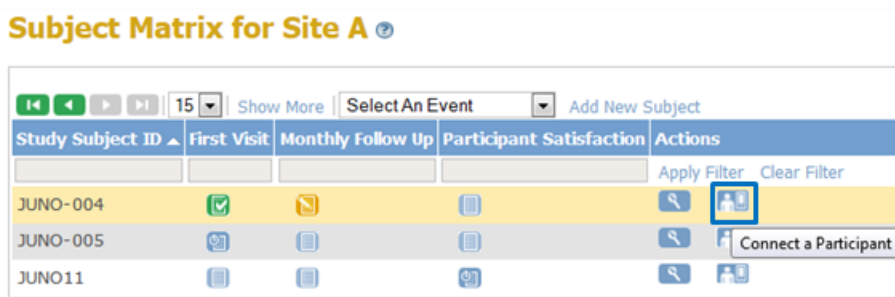 Subject Matrix for Site A
15 Show More Select An Event Add New Subject
Study Subject ID First Visit Monthly Follow Up Participant Satisfaction Actions
Apply Filter Clear Filter
JUNO-004
JUNO-005 Connect a Participant
JUNO11